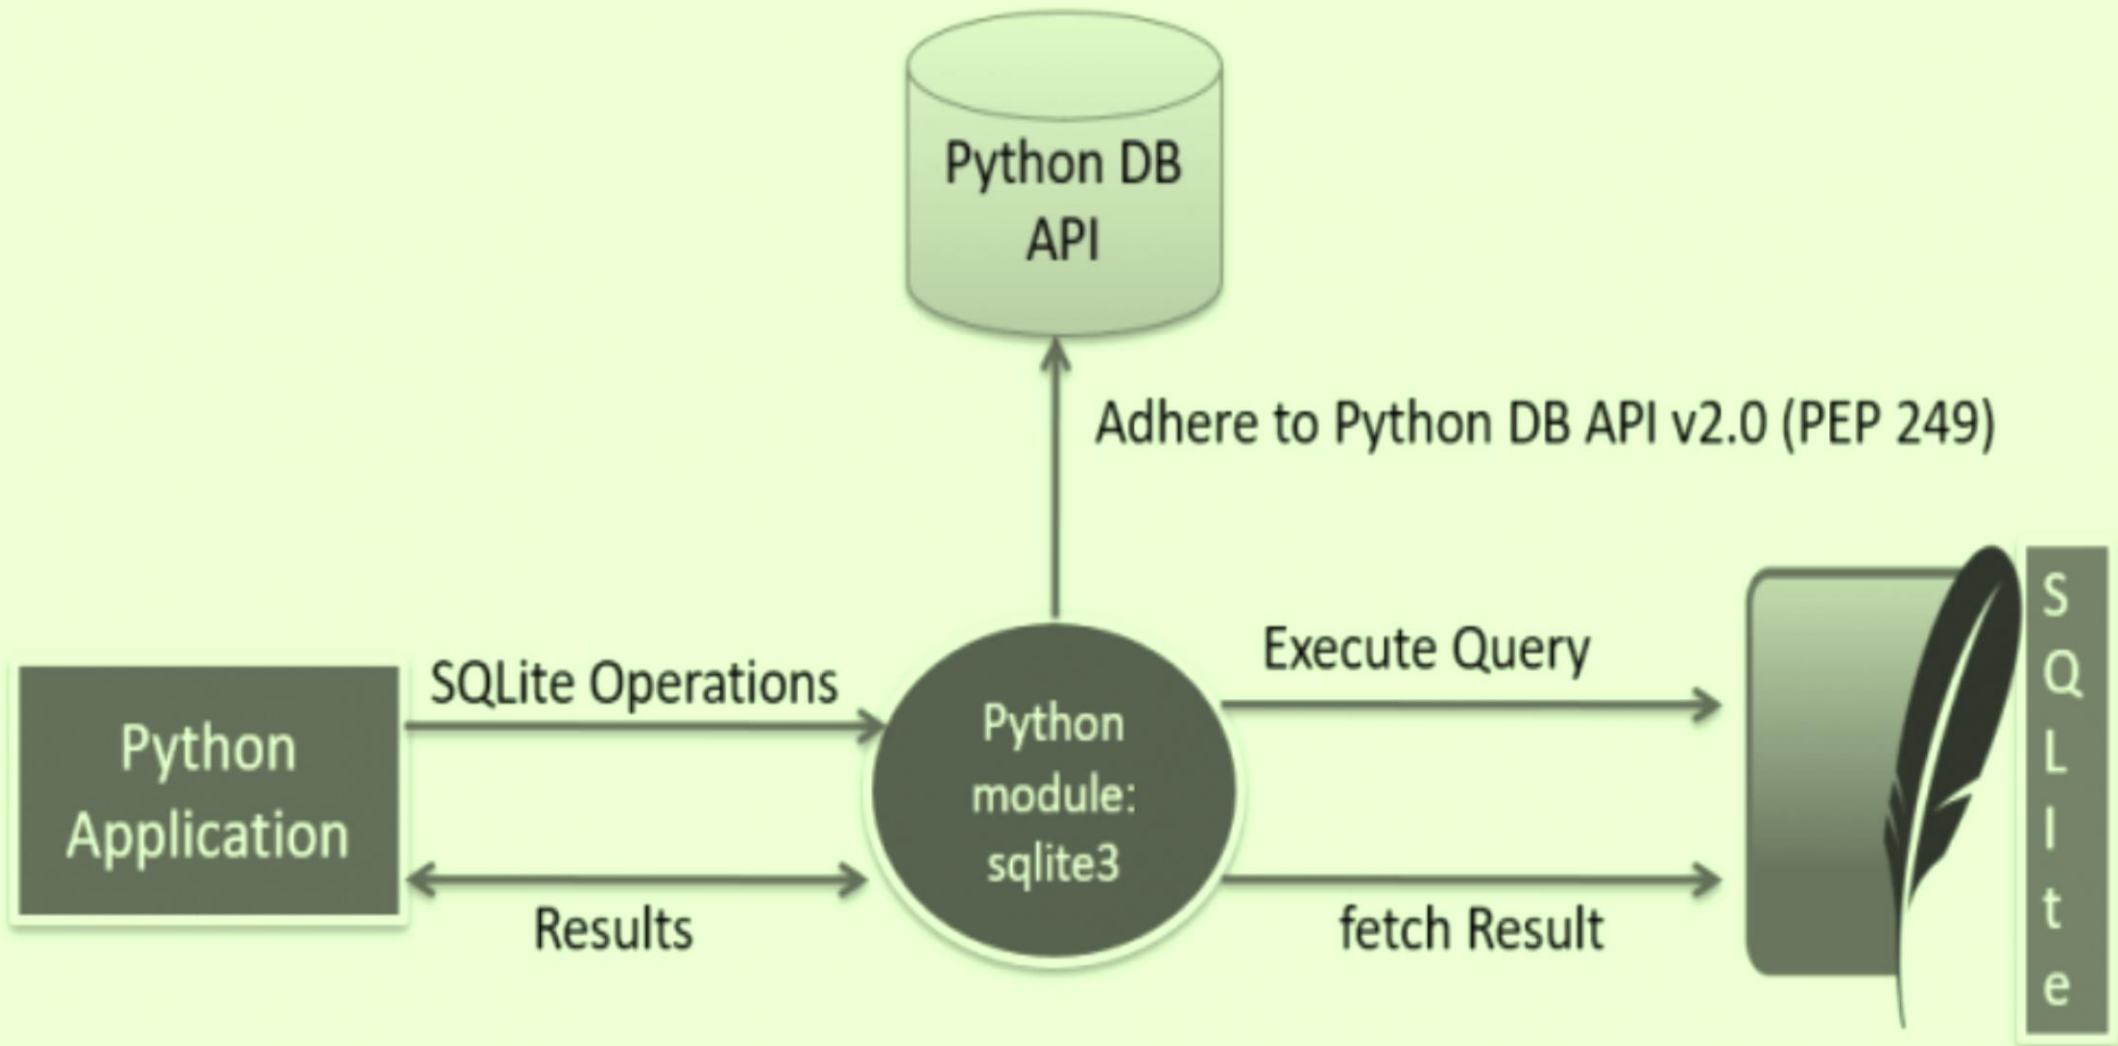 Python DB
API
Adhere to Python DB API v2.0 (PEP 249)
Python
Application
SQLite Operations
Results
Python
module:
sqlite3
Execute Query
fetch Result
S
Q
L
I
t
e